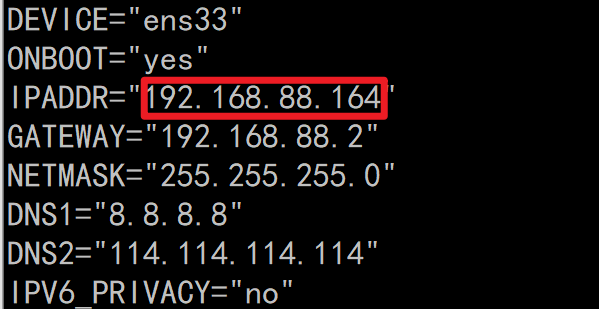 DEVICE="ens33"
ONBOOT="yes"
IPADDR="192.168.88.164"
GATEWAY="192.168.88.2"
NETMASK="255.255.255.0"
DNS1="8.8.8.8"
DNS2="114.114.114.114"
IPV6_PRIVACY="no"